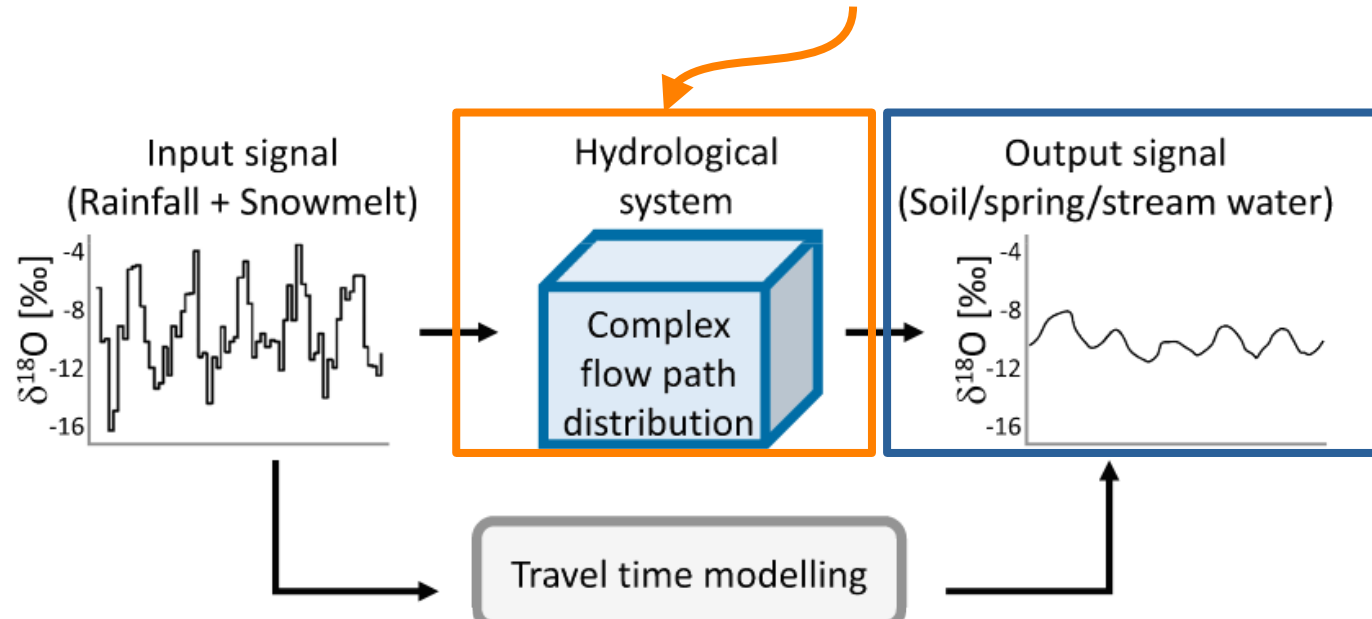 Input signal
(Rainfall + Snowmelt)
δ¹⁸O [‰]
-4
-8
-12
-16
Hydrological
system
Complex
flow path
distribution
Output signal
(Soil/spring/stream water)
δ¹⁸O [‰]
-4
-8
-12
-16
Travel time modelling